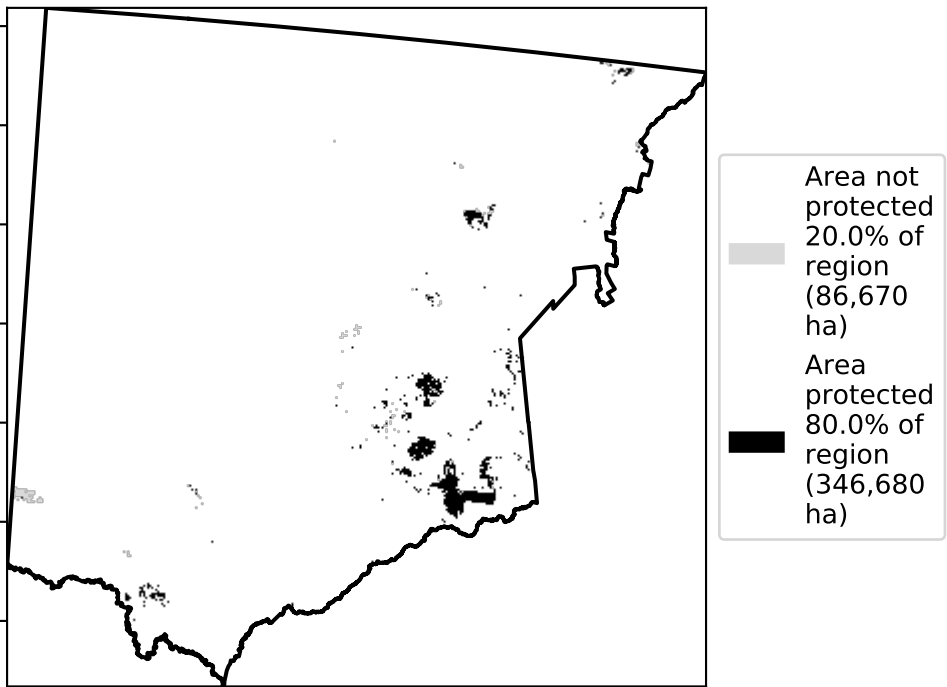 Area not
protected
20.0% of
region
(86,670
ha)
Area
protected
80.0% of
region
(346,680
ha)